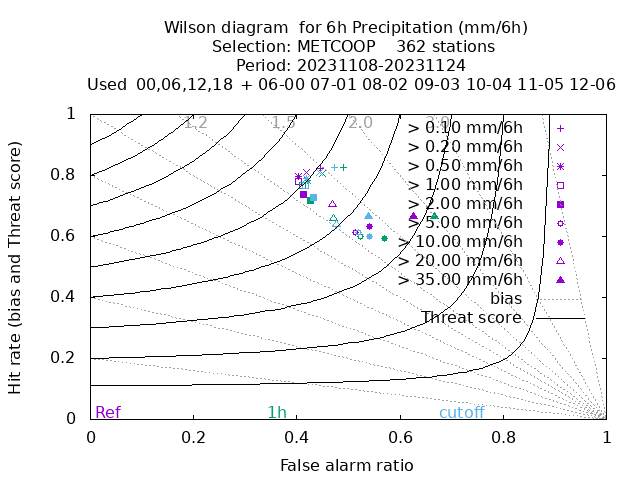 Wilson diagram  for 6h Precipitation (mm/6h)
Selection: METCOOP    362 stations
Period: 20231108-20231124
Used  00,06,12,18  + 06-00 07-01 08-02 09-03 10-04 11-05 12-06
Hit rate (bias and Threat score)
1
0.8
0.6
0.4
0.2
0
1.2
1.5
2.0
3.0
> 0.10 mm/6h
> 0.20 mm/6h
> 0.50 mm/6h
> 1.00 mm/6h
> 2.00 mm/6h
> 5.00 mm/6h
> 10.00 mm/6h
> 20.00 mm/6h
> 35.00 mm/6h
bias
Threat score
Ref
1h
cutoff
0 0.2 0.4 0.6 0.8 1
False alarm ratio